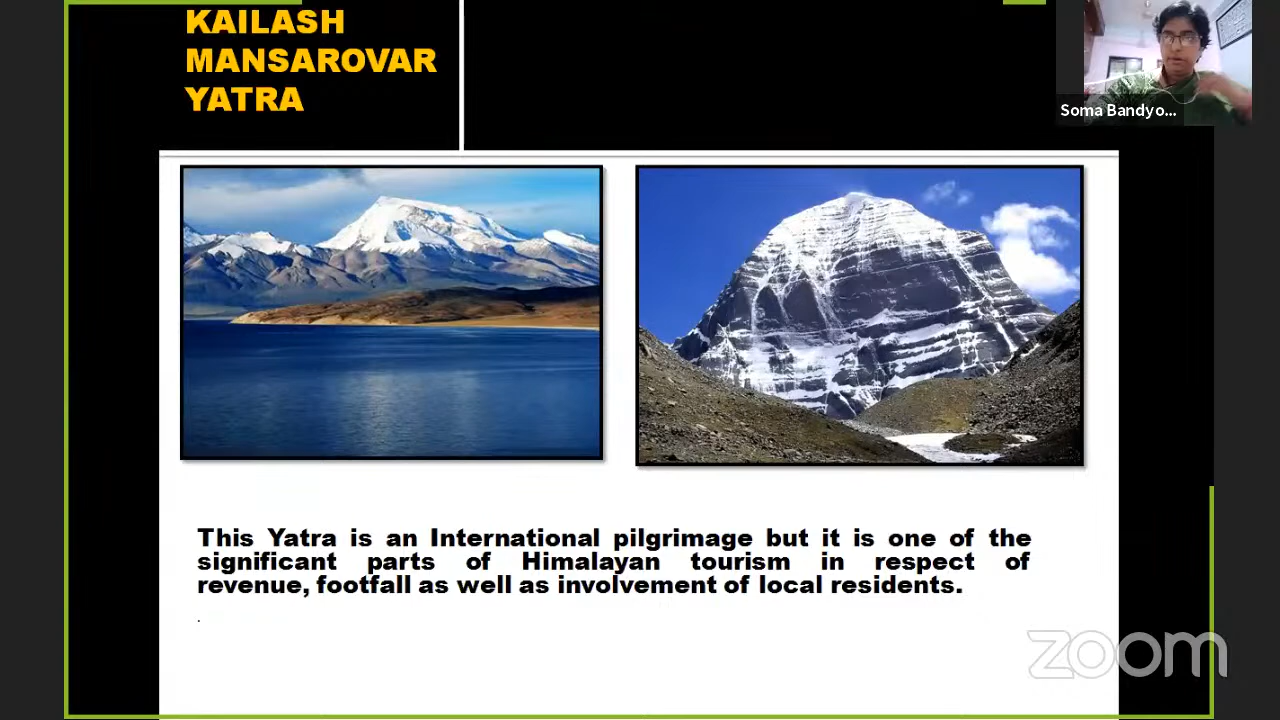 KAILASH
MANSAROVAR
YATRA
Soma Bandyo...
This Yatra is an International pilgrimage but it is one of the
significant parts of Himalayan tourism in respect of
revenue, footfall as well as involvement of local residents.
.
zoom